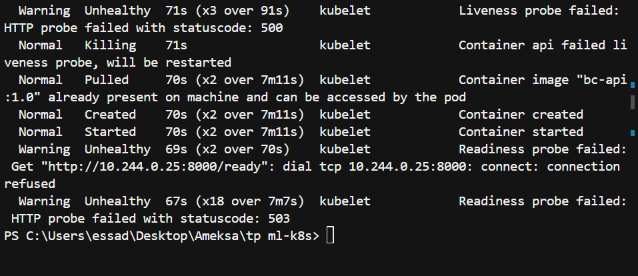 Warning  Unhealthy  71s (x3 over 91s)    kubelet            Liveness probe failed:
HTTP probe failed with statuscode: 500
Normal   Killing    71s                  kubelet            Container api failed li
veness probe, will be restarted
Normal   Pulled     70s (x2 over 7m11s)  kubelet            Container image "bc-api
:1.0" already present on machine and can be accessed by the pod
Normal   Created    70s (x2 over 7m11s)  kubelet            Container created
Normal   Started    70s (x2 over 7m11s)  kubelet            Container started
Warning  Unhealthy  69s (x2 over 70s)    kubelet            Readiness probe failed:
Get "http://10.244.0.25:8000/ready": dial tcp 10.244.0.25:8000: connect: connection
refused
Warning  Unhealthy  67s (x18 over 7m7s)  kubelet            Readiness probe failed:
HTTP probe failed with statuscode: 503
PS C:\Users\essad\Desktop\Ameksa\tp ml-k8s>